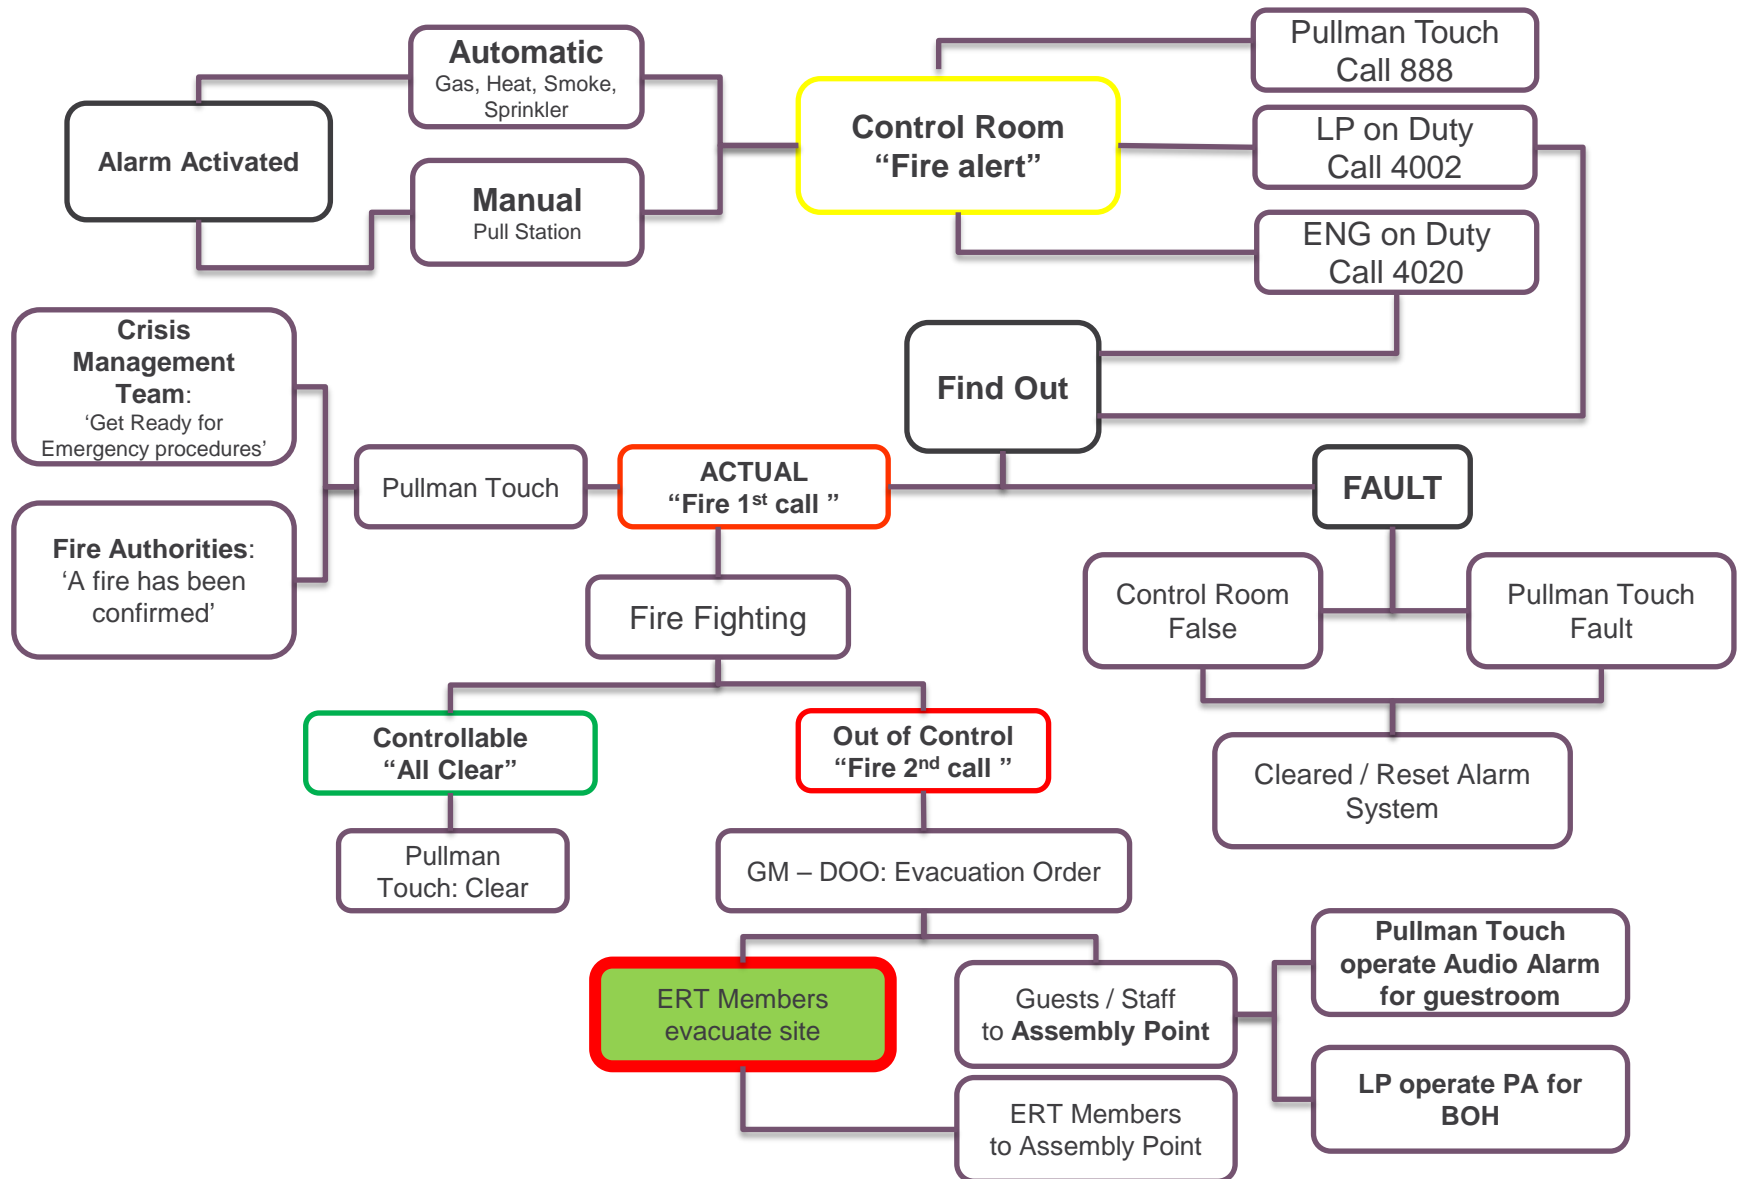 Automatic
Gas, Heat, Smoke,
Sprinkler
Alarm Activated
Manual
Pull Station
Control Room
“Fire alert”
Pullman Touch
Call 888
LP on Duty
Call 4002
ENG on Duty
Call 4020
Find Out
Crisis
Management
Team:
‘Get Ready for
Emergency procedures’
Fire Authorities:
‘A fire has been
confirmed’
Pullman Touch
ACTUAL
“Fire 1st call ”
FAULT
Fire Fighting
Control Room
False
Pullman Touch
Fault
Controllable
“All Clear”
Out of Control
“Fire 2nd call ”
Cleared / Reset Alarm
System
Pullman
Touch: Clear
GM – DOO: Evacuation Order
ERT Members
evacuate site
Guests / Staff
to Assembly Point
Pullman Touch
operate Audio Alarm
for guestroom
LP operate PA for
BOH
ERT Members
to Assembly Point